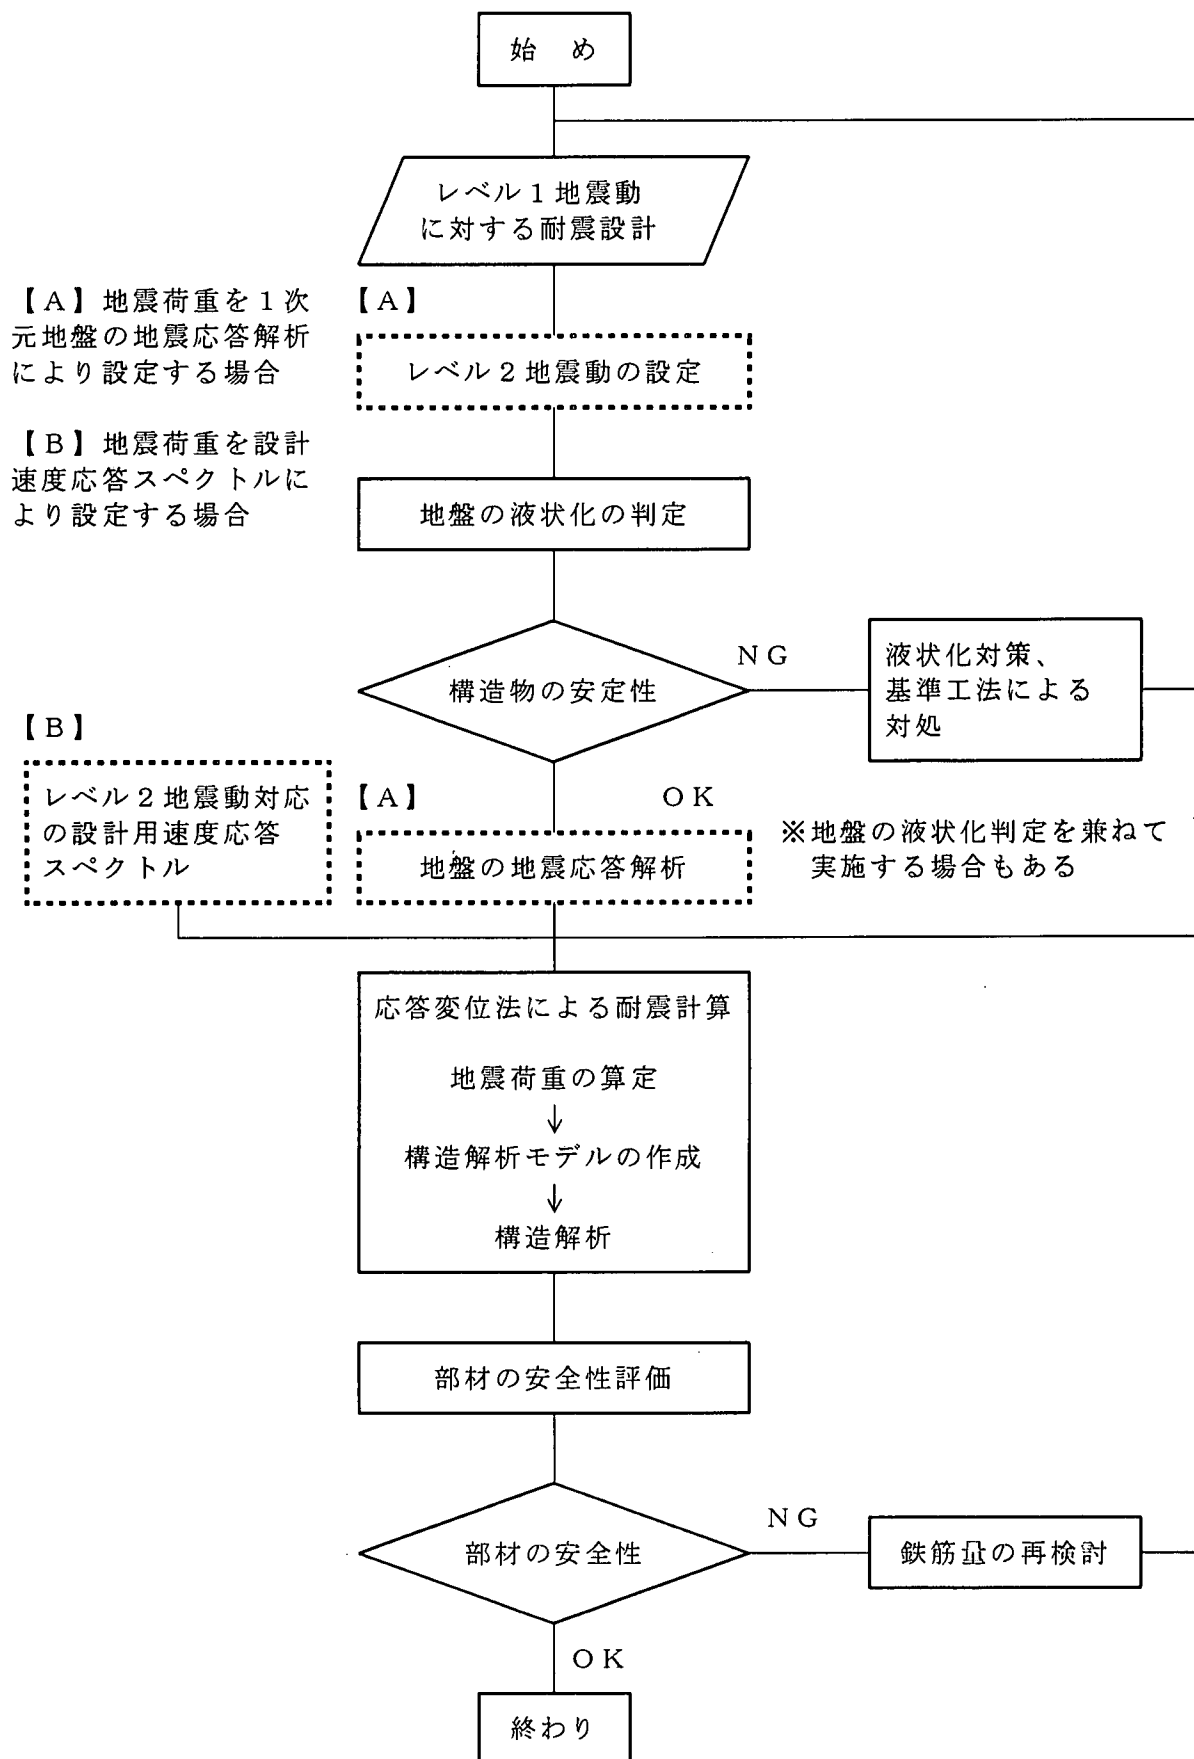 始　め
レベル１地震動
に対する耐震設計
【Ａ】地震荷重を１次
元地盤の地震応答解析
により設定する場合
【Ａ】
レベル２地震動の設定
【Ｂ】地震荷重を設計
速度応答スペクトルに
より設定する場合
地盤の液状化の判定
構造物の安定性
ＮＧ
液状化対策、
基準工法による
対処
【Ｂ】
レベル２地震動対応
の設計用速度応答
スペクトル
【Ａ】
ＯＫ
地盤の地震応答解析
※地盤の液状化判定を兼ねて
実施する場合もある
応答変位法による耐震計算
地震荷重の算定
↓
構造解析モデルの作成
↓
構造解析
部材の安全性評価
部材の安全性
ＮＧ
鉄筋量の再検討
ＯＫ
終わり